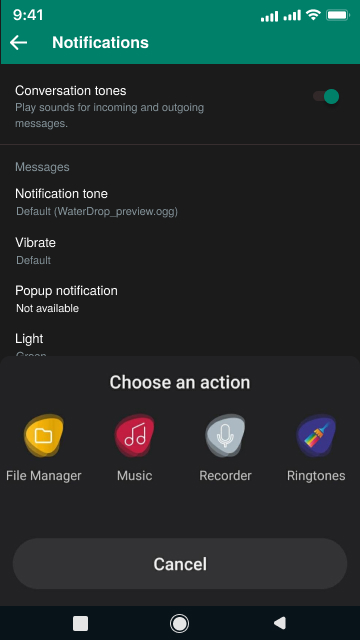 9:41
Notifications
Conversation tones
Play sounds for incoming and outgoing
messages.
Messages
Notification tone
Default (WaterDrop_preview.ogg)
Vibrate
Default
Popup notification
Not available
Light
Green
Choose an action
File Manager
Music
Recorder
Ringtones
Cancel